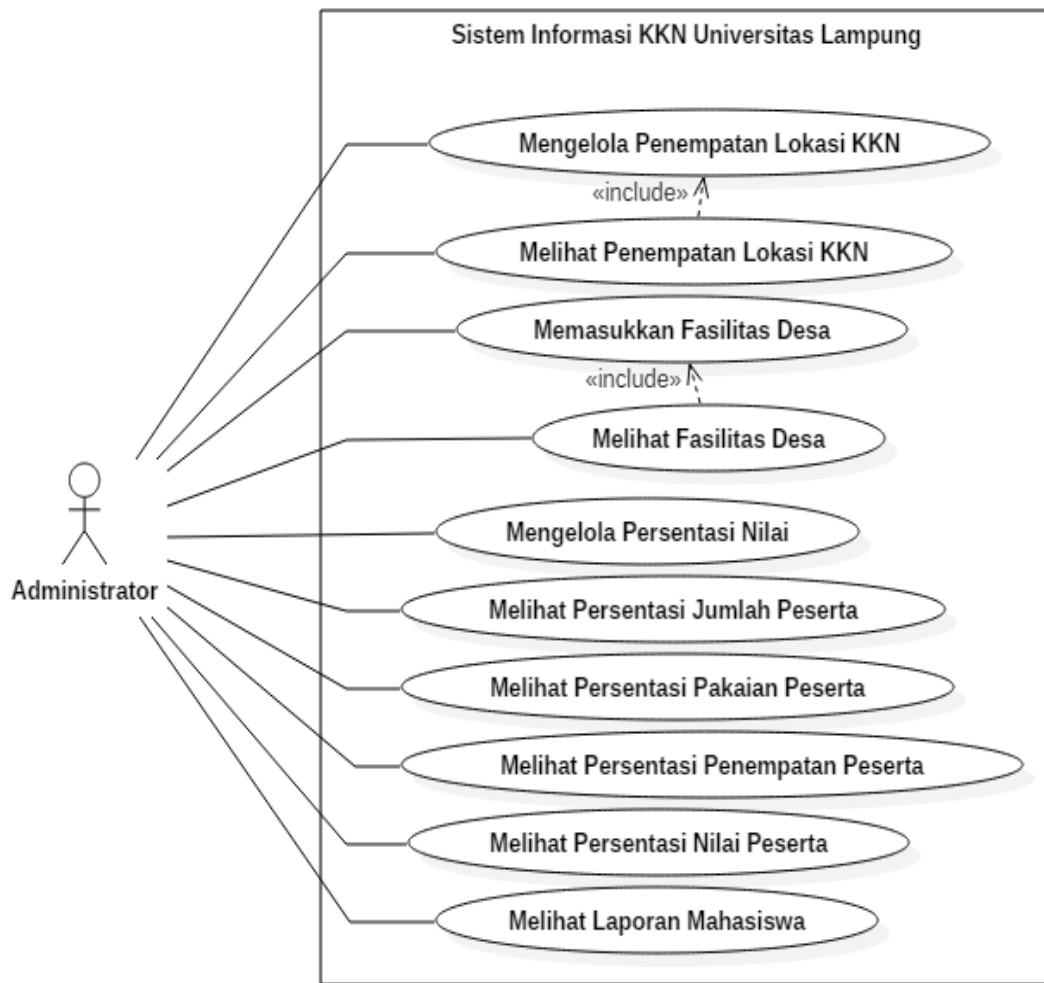 Sistem Informasi KKN Universitas Lampung
Mengelola Penempatan Lokasi KKN
«include»
Melihat Penempatan Lokasi KKN
Memasukkan Fasilitas Desa
«include»
Melihat Fasilitas Desa
Mengelola Persentasi Nilai
Administrator
Melihat Persentasi Jumlah Peserta
Melihat Persentasi Pakaian Peserta
Melihat Persentasi Penempatan Peserta
Melihat Persentasi Nilai Peserta
Melihat Laporan Mahasiswa